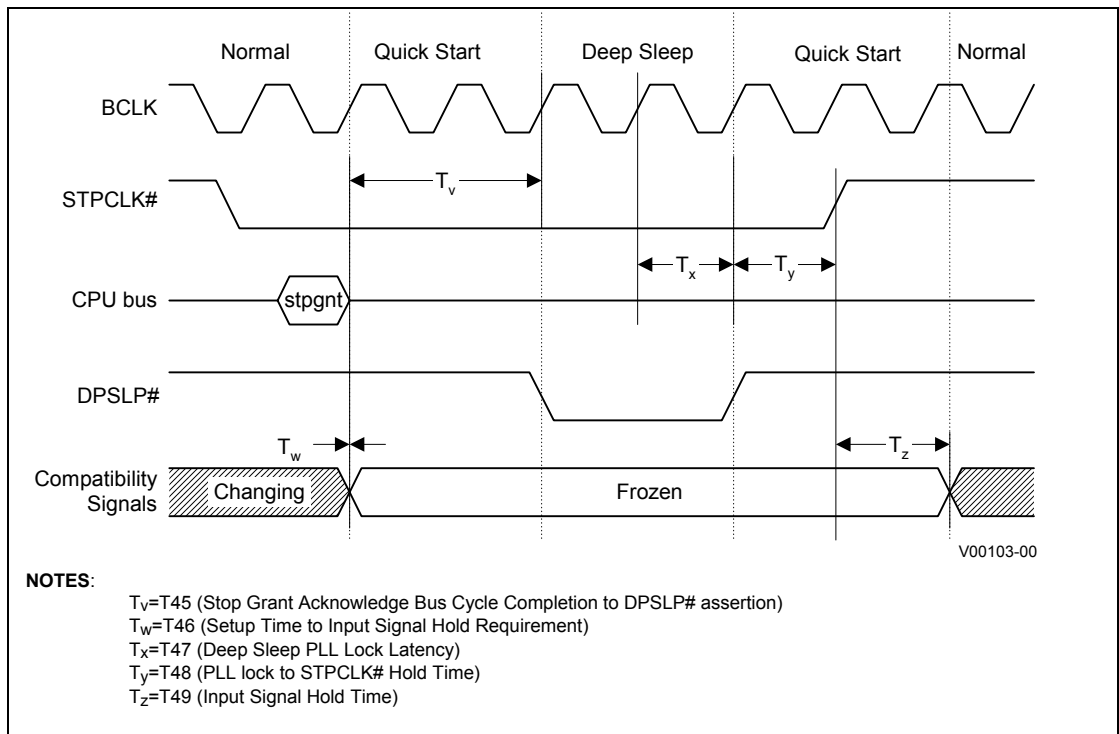 Normal Quick Start Deep Sleep Quick Start Normal
BCLK
Tv
STPCLK#
Tx Ty
CPU bus stpgnt
DPSLP#
Tw Tz
Compatibility
Signals
Changing Frozen
V00103-00
NOTES:
TV=T45 (Stop Grant Acknowledge Bus Cycle Completion to DPSLP# assertion)
TW=T46 (Setup Time to Input Signal Hold Requirement)
TX=T47 (Deep Sleep PLL Lock Latency)
Ty=T48 (PLL lock to STPCLK# Hold Time)
TZ=T49 (Input Signal Hold Time)